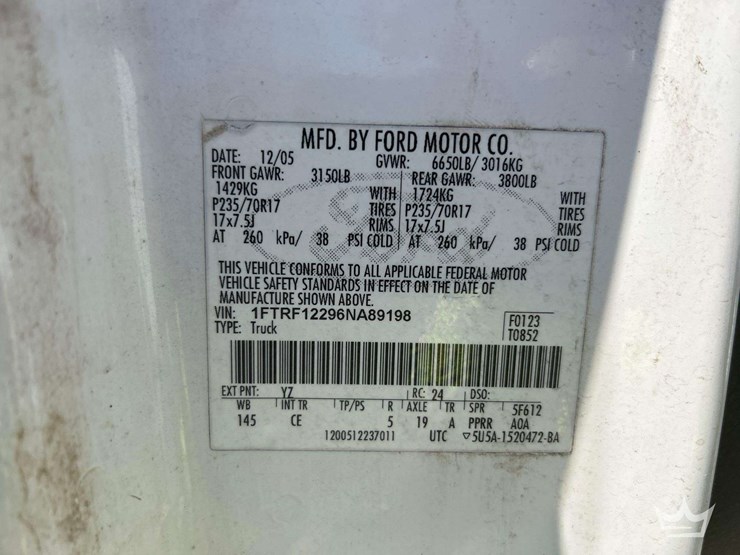 MFD. BY FORD MOTOR CO.
DATE: 12/05 GVWR: 6650LB/ 3016KG
FRONT GAWR: 3150LB REAR GAWR: 3800LB
1429KG WITH 1724KG WITH
P235/70R17 TIRES P235/70R17 TIRES
17x7.5J RIMS 17x7.5J RIMS
AT 260 kPa/ 38 PSI COLD AT 260 kPa/ 38 PSI COLD
Ford
THIS VEHICLE CONFORMS TO ALL APPLICABLE FEDERAL MOTOR
VEHICLE SAFETY STANDARDS IN EFFECT ON THE DATE OF
MANUFACTURE SHOWN ABOVE.
VIN: 1FTRF12296NA89198 F0123
TYPE: Truck T0852
EXT PNT: YZ RC: 24 DSO:
WB INT TR TP/PS R AXLE TR SPR 5F612
145 CE 5 19 A PPRR AOA
1200512237011 UTC ▽5U5A-1520472-BA